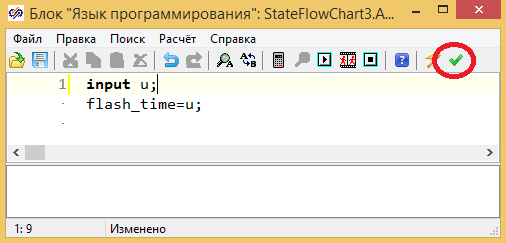 Блок "Язык программирования": StateFlowChart3.A...
Файл Правка Поиск Расчёт Справка
1 input u;
flash_time=u;
1: 9 Изменено